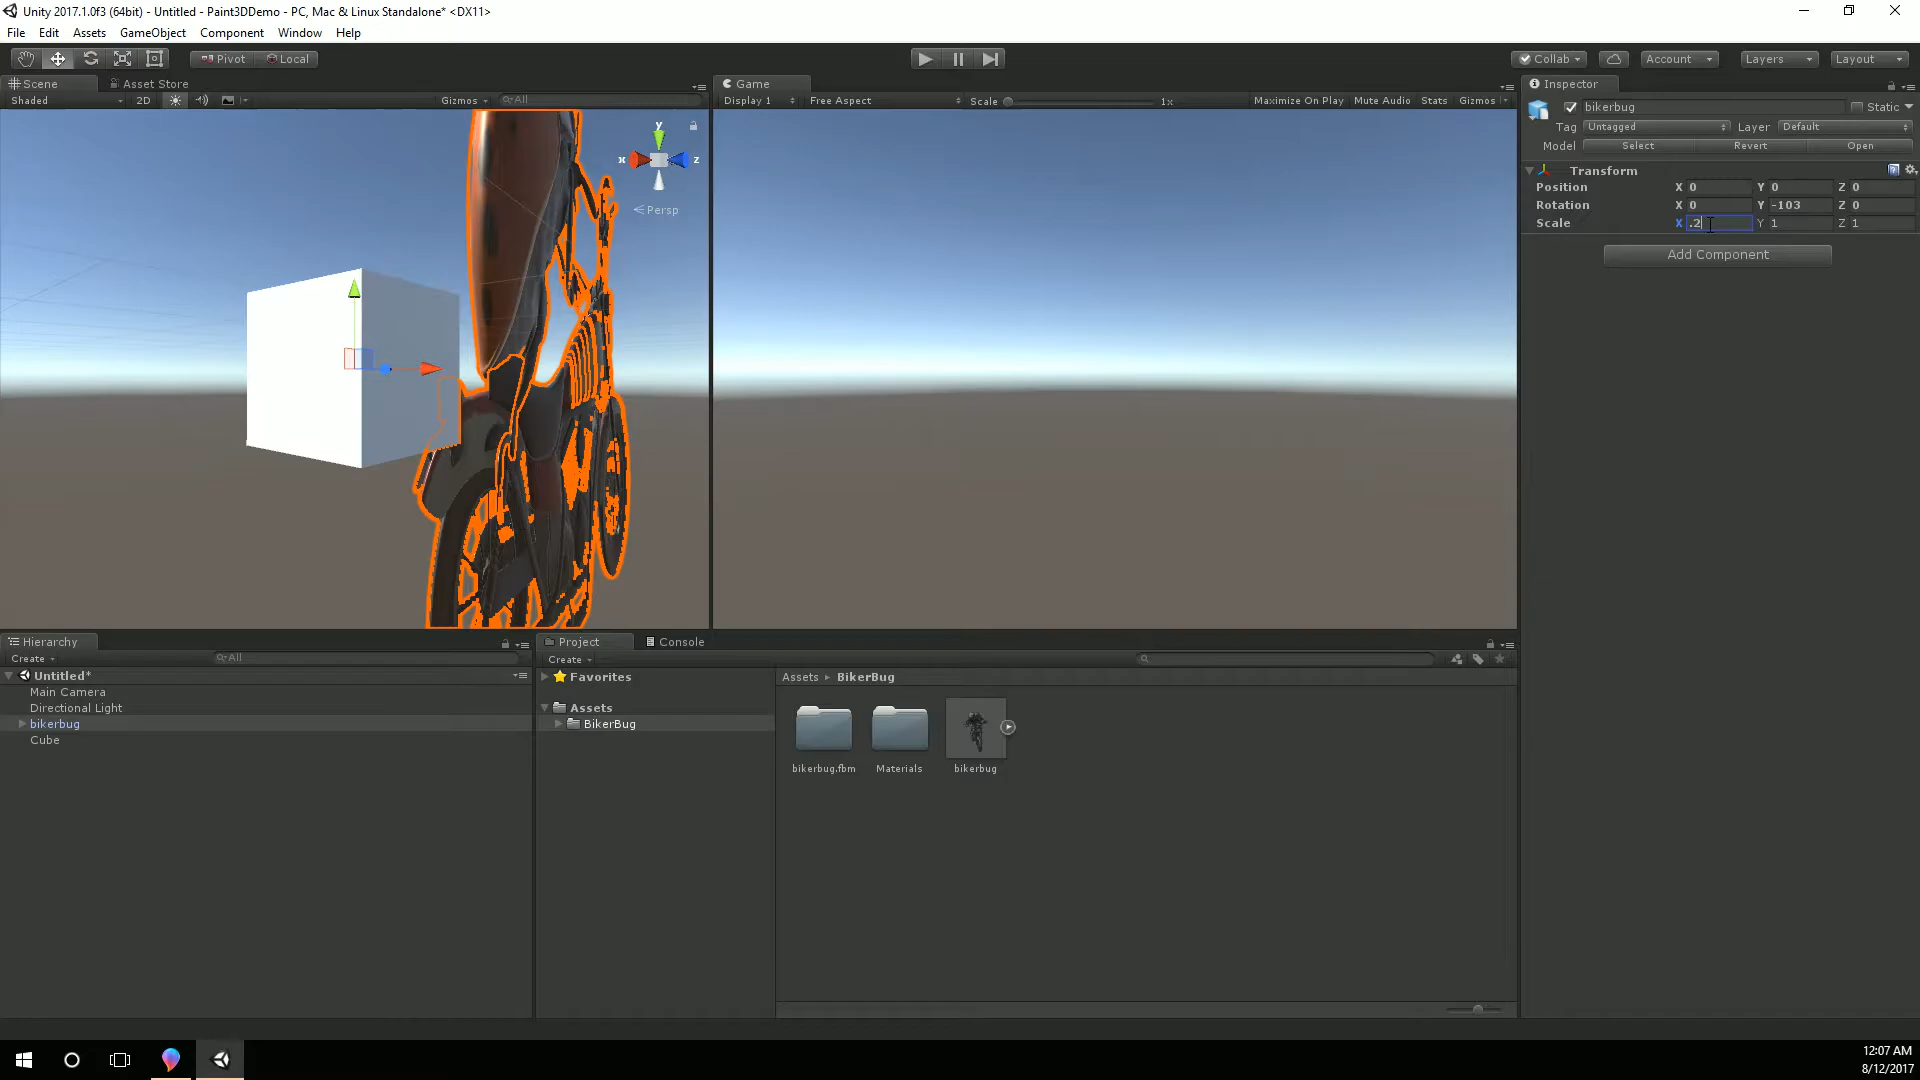 Unity 2017.1.0f3 (64bit) - Untitled - Paint3DDemo - PC, Mac & Linux Standalone* <DX11>
File Edit Assets GameObject Component Window Help
Pivot Local Collab Account Layers Layout
Scene Asset Store Game Inspector
Shaded 2D Gizmos All Display 1 Free Aspect Scale 1x Maximize On Play Mute Audio Stats Gizmos
bikerbug Static
Tag Untagged Layer Default
Model Select Revert Open
Transform
Position X 0 Y 0 Z 0
Rotation X 0 Y -103 Z 0
Scale X .2 Y 1 Z 1
Add Component
y
x z
Persp
Hierarchy Project Console
Create All Create
Untitled* Favorites Assets BikerBug
Main Camera
Directional Light Assets
bikerbug BikerBug
Cube
bikerbug.fbm Materials bikerbug
12:07 AM
8/12/2017